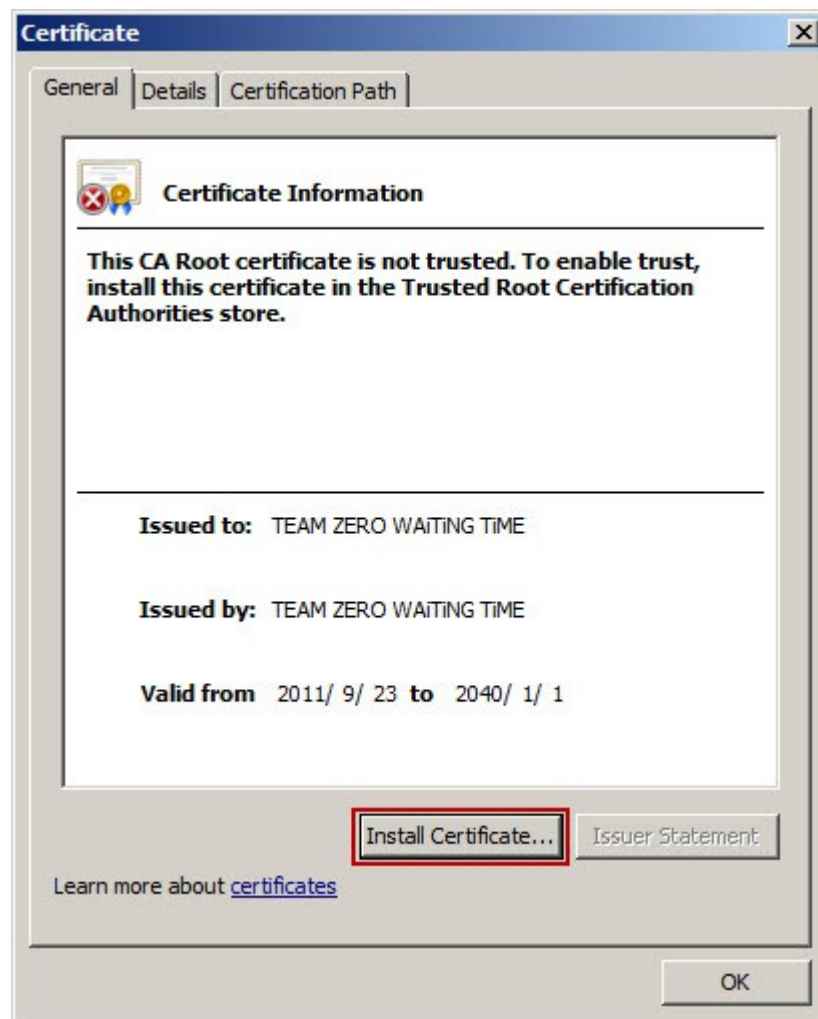 Certificate
General Details Certification Path
Certificate Information
This CA Root certificate is not trusted. To enable trust,
install this certificate in the Trusted Root Certification
Authorities store.
Issued to: TEAM ZERO WAiTiNG TiME
Issued by: TEAM ZERO WAiTiNG TiME
Valid from 2011/ 9/ 23 to 2040/ 1/ 1
Install Certificate... Issuer Statement
Learn more about certificates
OK